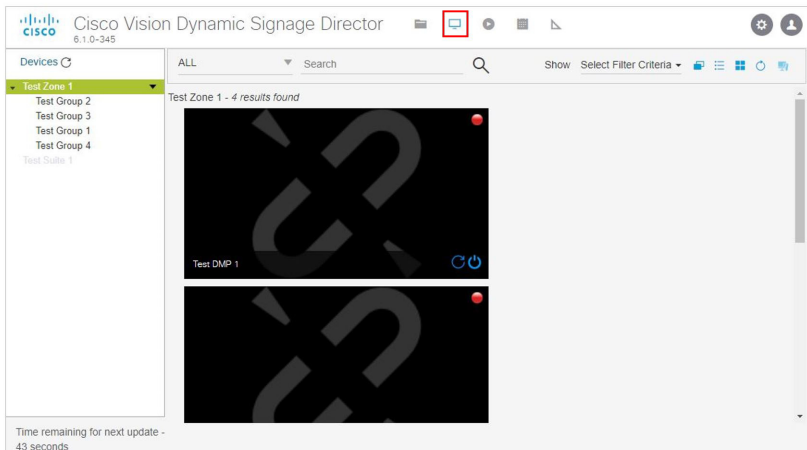 CISCO
Cisco Vision Dynamic Signage Director
6.1.0-345
Devices
ALL
Search
Show
Select Filter Criteria
Test Zone 1
Test Group 2
Test Group 3
Test Group 1
Test Group 4
Test Suite 1
Test Zone 1 - 4 results found
Test DMP 1
Time remaining for next update -
43 seconds